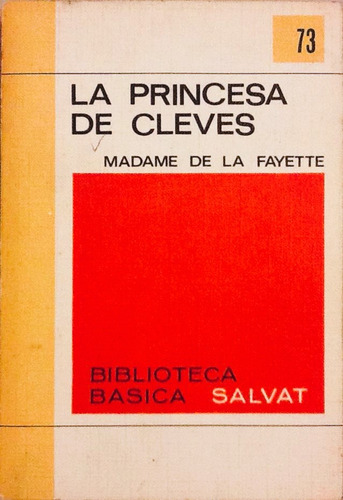 73
LA PRINCESA
DE CLEVES
MADAME DE LA FAYETTE
BIBLIOTECA
BASICA SALVAT